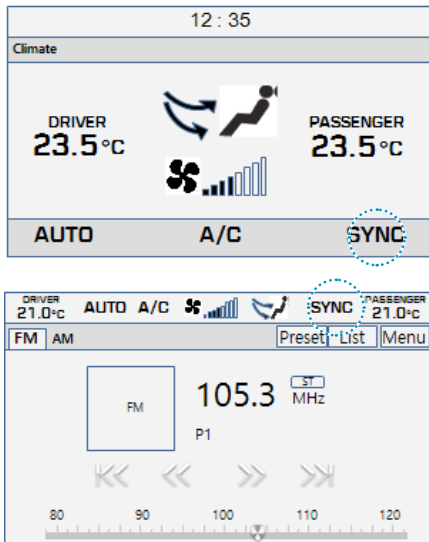 12 : 35
Climate
DRIVER PASSENGER
23.5°C 23.5°C
AUTO A/C SYNC
DRIVER PASSENGER
21.0°C AUTO A/C SYNC 21.0°C
FM AM Preset List Menu
FM 105.3 ST MHz
P1
80 90 100 110 120